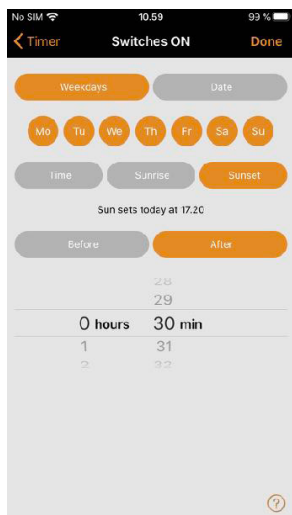 No SIM 10.59 99 %
Timer Switches ON Done
Weekdays Date
Mo Tu We Th Fr Sa Su
Time Sunrise Sunset
Sun sets today at 17.20
Before After
28
29
0 hours 30 min
1 31
2 32
?